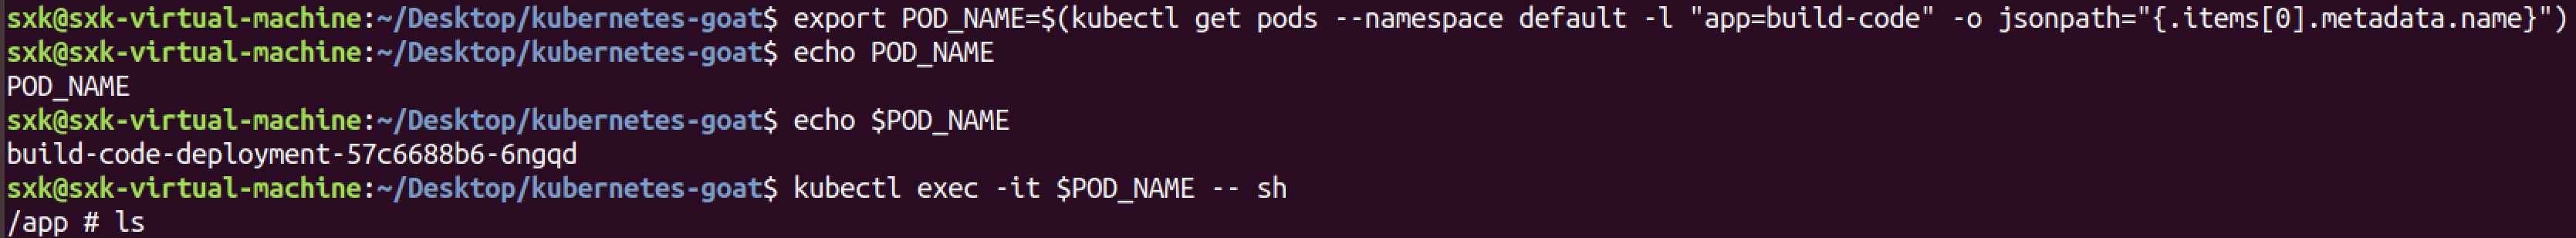 sxk@sxk-virtual-machine:~/Desktop/kubernetes-goat$ export POD_NAME=$(kubectl get pods --namespace default -l "app=build-code" -o jsonpath="{.items[0].metadata.name}")
sxk@sxk-virtual-machine:~/Desktop/kubernetes-goat$ echo POD_NAME
POD_NAME
sxk@sxk-virtual-machine:~/Desktop/kubernetes-goat$ echo $POD_NAME
build-code-deployment-57c6688b6-6ngqd
sxk@sxk-virtual-machine:~/Desktop/kubernetes-goat$ kubectl exec -it $POD_NAME -- sh
/app # ls